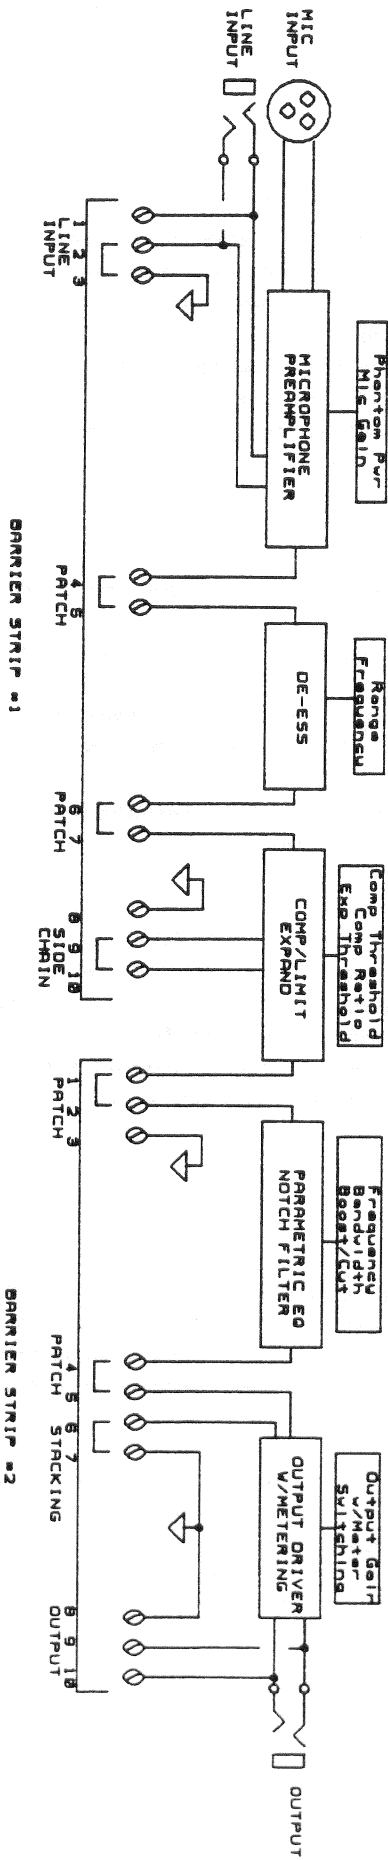 MIC
INPUT
LINE
INPUT
Phantom Pwr
Mic Gain
MICROPHONE
PREAMPLIFIER
Range
Frequency
DE-ESS
Comp Threshold
Comp Ratio
Exp Threshold
COMP/LIMIT
EXPAND
Frequency
Bandwidth
Boost/Cut
PARAMETRIC EQ
NOTCH FILTER
Output Gain
w/Meter
Switching
OUTPUT DRIVER
W/METERING
OUTPUT
1 2 3
LINE
INPUT
4 5
PATCH
6 7
PATCH
8 9 10
SIDE
CHAIN
BARRIER STRIP #1
1 2 3
PATCH
4 5
PATCH
6 7
STACKING
8 9 10
OUTPUT
BARRIER STRIP #2